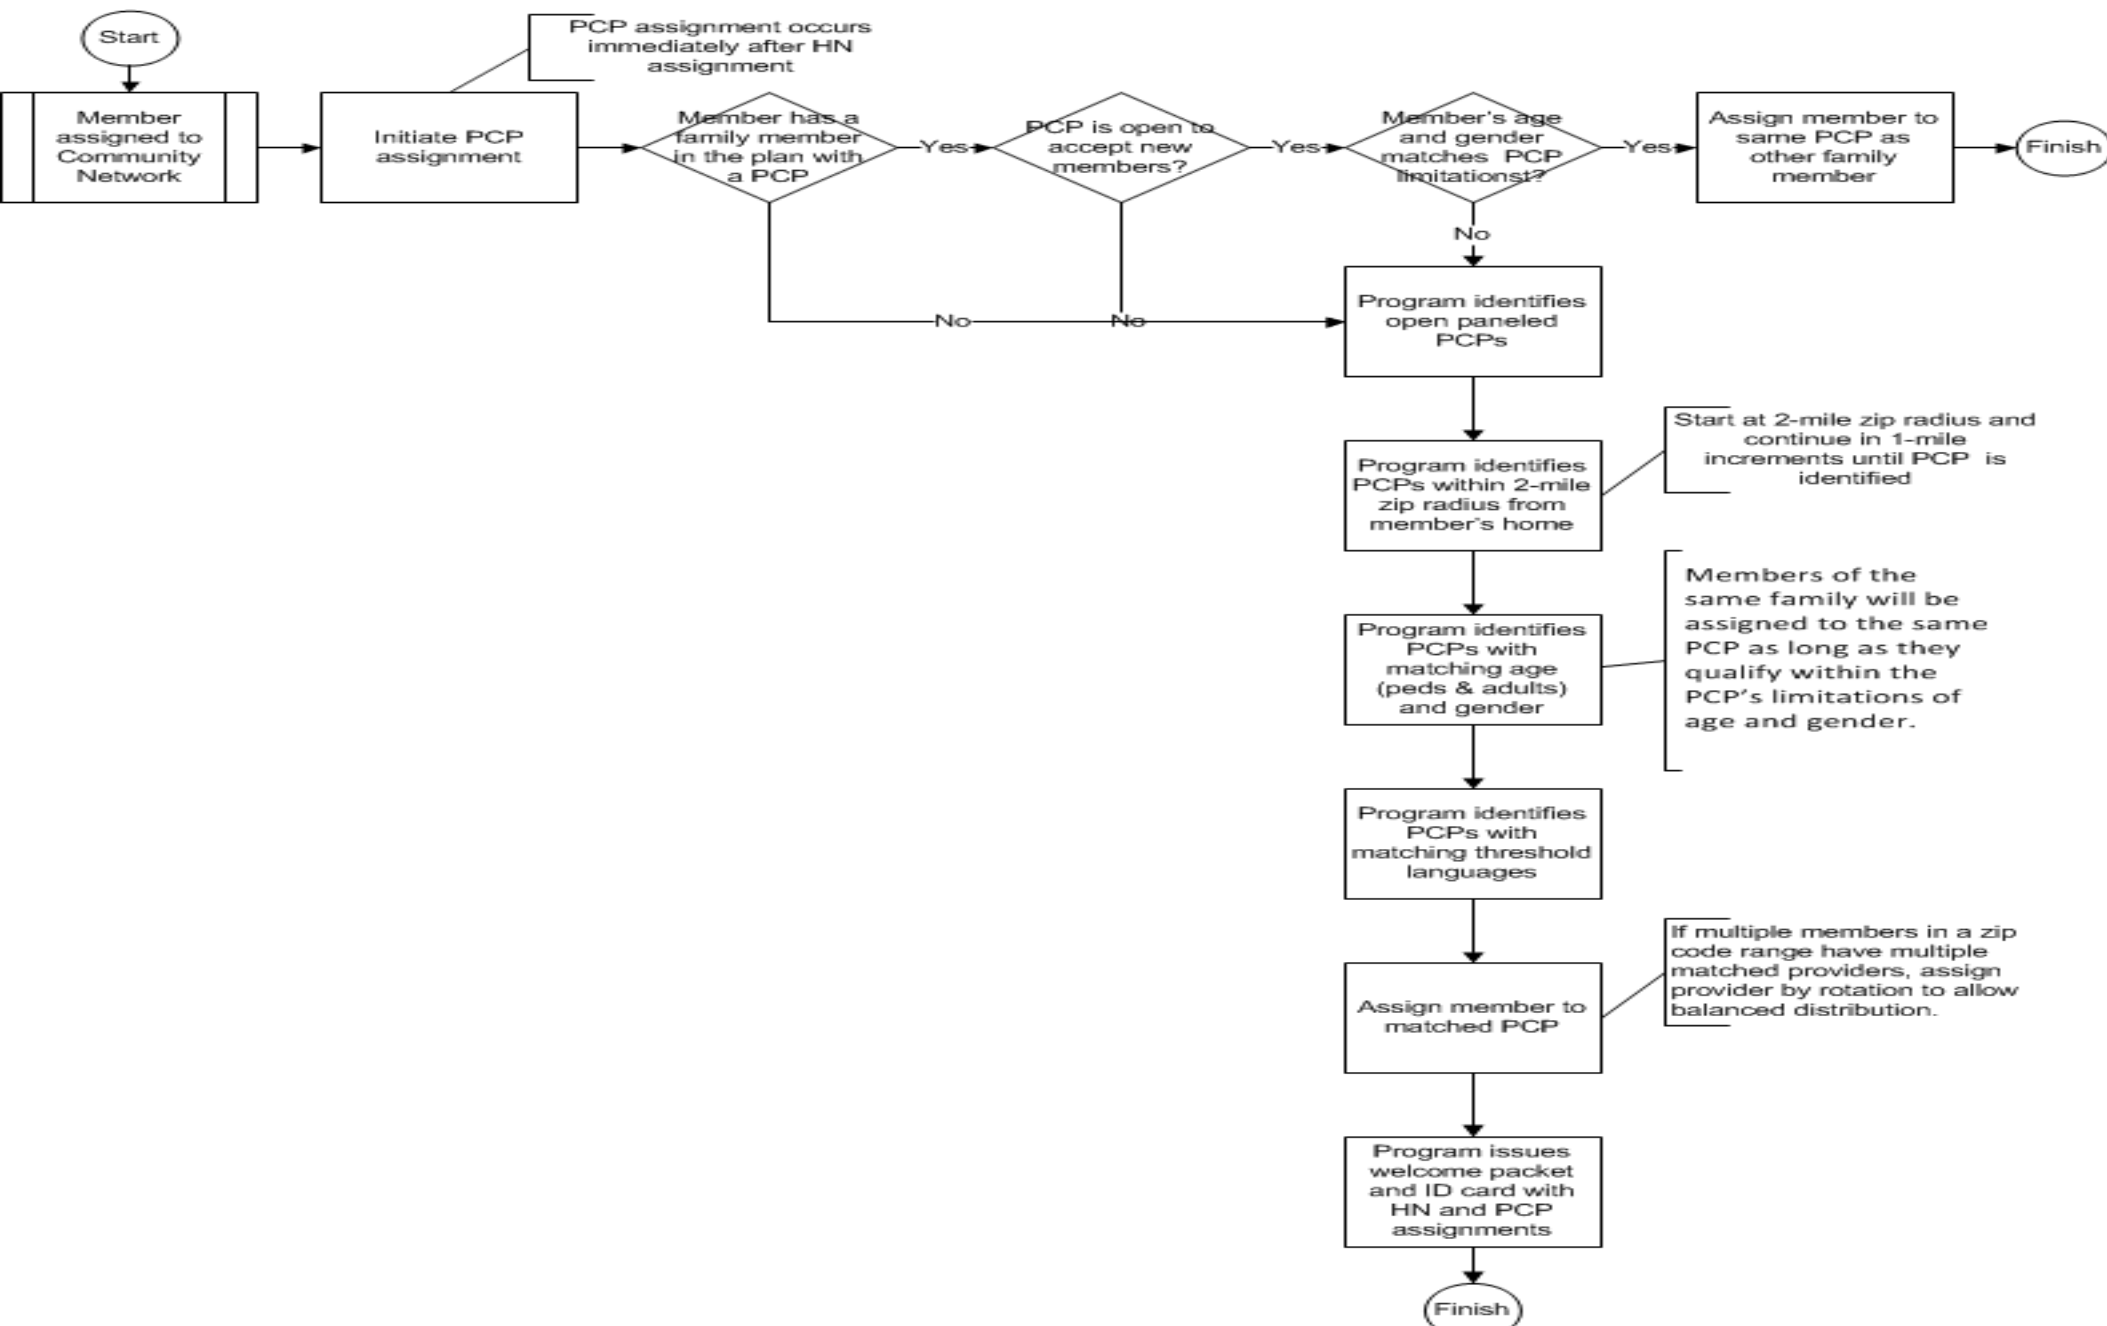 Start
PCP assignment occurs
immediately after HN
assignment
Member
assigned to
Community
Network
Initiate PCP
assignment
Member has a
family member
in the plan with
a PCP
Yes
PCP is open to
accept new
members?
Yes
Member's age
and gender
matches PCP
limitationst?
Yes
Assign member to
same PCP as
other family
member
Finish
No
No
No
Program identifies
open paneled
PCPs
Start at 2-mile zip radius and
continue in 1-mile
increments until PCP is
identified
Program identifies
PCPs within 2-mile
zip radius from
member's home
Members of the
same family will be
assigned to the same
PCP as long as they
qualify within the
PCP's limitations of
age and gender.
Program identifies
PCPs with
matching age
(peds & adults)
and gender
Program identifies
PCPs with
matching threshold
languages
If multiple members in a zip
code range have multiple
matched providers, assign
provider by rotation to allow
balanced distribution.
Assign member to
matched PCP
Program issues
welcome packet
and ID card with
HN and PCP
assignments
Finish